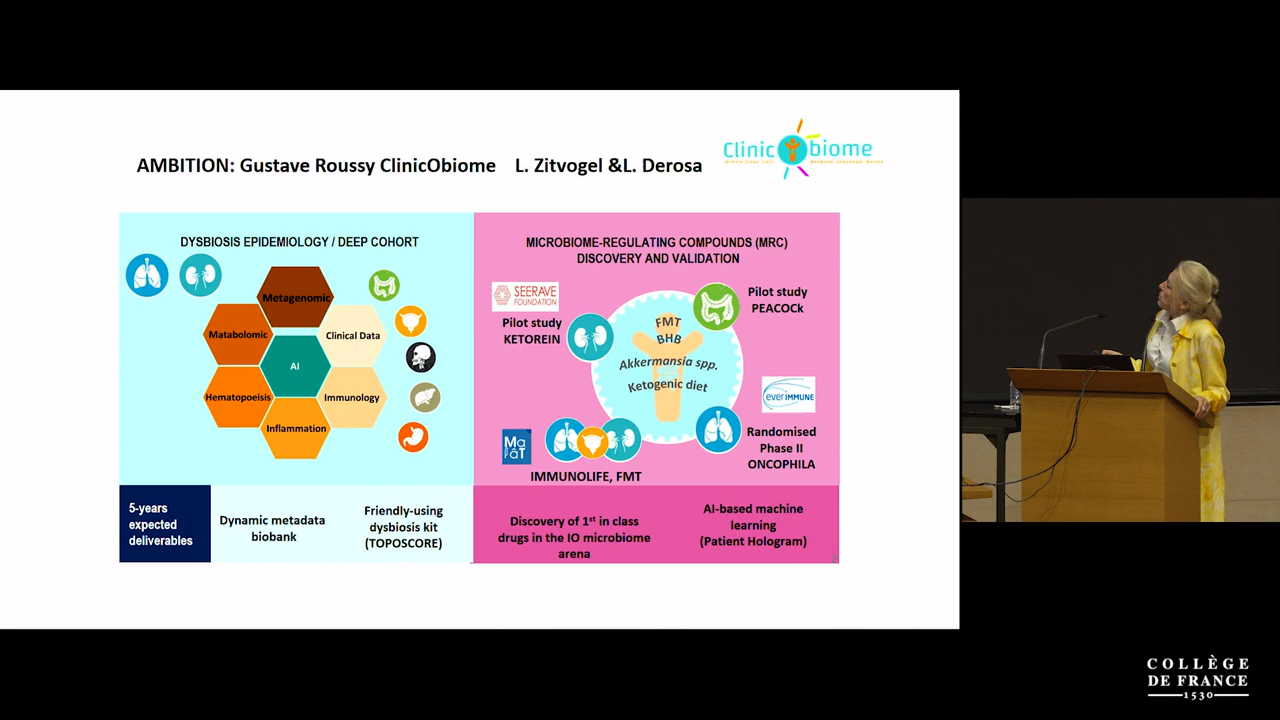 AMBITION: Gustave Roussy ClinicObiome L. Zitvogel &L. Derosa
ClinicObiome
DYSBIOSIS EPIDEMIOLOGY / DEEP COHORT
Metagenomic
Matabolomic
Clinical Data
AI
Hematopoeisis
Immunology
Inflammation
MICROBIOME-REGULATING COMPOUNDS (MRC)
DISCOVERY AND VALIDATION
SEERAVE
FOUNDATION
Pilot study
KETOREIN
Pilot study
PEACOCk
FMT
BHB
Akkermansia spp.
Ketogenic diet
everIMMUNE
Randomised
Phase II
ONCOPHILA
IMMUNOLIFE, FMT
5-years
expected
deliverables
Dynamic metadata
biobank
Friendly-using
dysbiosis kit
(TOPOSCORE)
Discovery of 1st in class
drugs in the IO microbiome
arena
AI-based machine
learning
(Patient Hologram)
COLLÈGE
DE FRANCE
1530